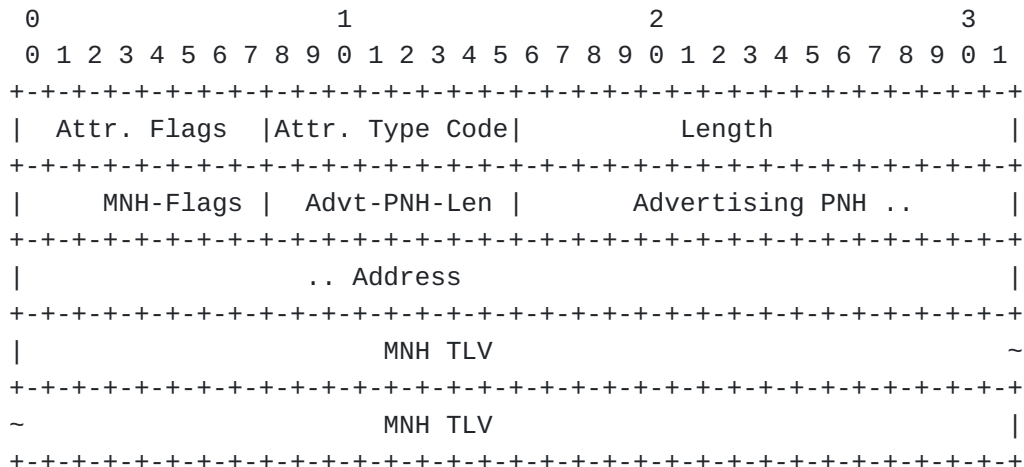 0                   1                   2                   3
 0 1 2 3 4 5 6 7 8 9 0 1 2 3 4 5 6 7 8 9 0 1 2 3 4 5 6 7 8 9 0 1
+-+-+-+-+-+-+-+-+-+-+-+-+-+-+-+-+-+-+-+-+-+-+-+-+-+-+-+-+-+-+-+-+
|  Attr. Flags  |Attr. Type Code|          Length               |
+-+-+-+-+-+-+-+-+-+-+-+-+-+-+-+-+-+-+-+-+-+-+-+-+-+-+-+-+-+-+-+-+
|     MNH-Flags |  Advt-PNH-Len |       Advertising PNH ..      |
+-+-+-+-+-+-+-+-+-+-+-+-+-+-+-+-+-+-+-+-+-+-+-+-+-+-+-+-+-+-+-+-+
|                  .. Address                                   |
+-+-+-+-+-+-+-+-+-+-+-+-+-+-+-+-+-+-+-+-+-+-+-+-+-+-+-+-+-+-+-+-+
|                       MNH TLV                                 ~
+-+-+-+-+-+-+-+-+-+-+-+-+-+-+-+-+-+-+-+-+-+-+-+-+-+-+-+-+-+-+-+-+
~                       MNH TLV                                 |
+-+-+-+-+-+-+-+-+-+-+-+-+-+-+-+-+-+-+-+-+-+-+-+-+-+-+-+-+-+-+-+-+